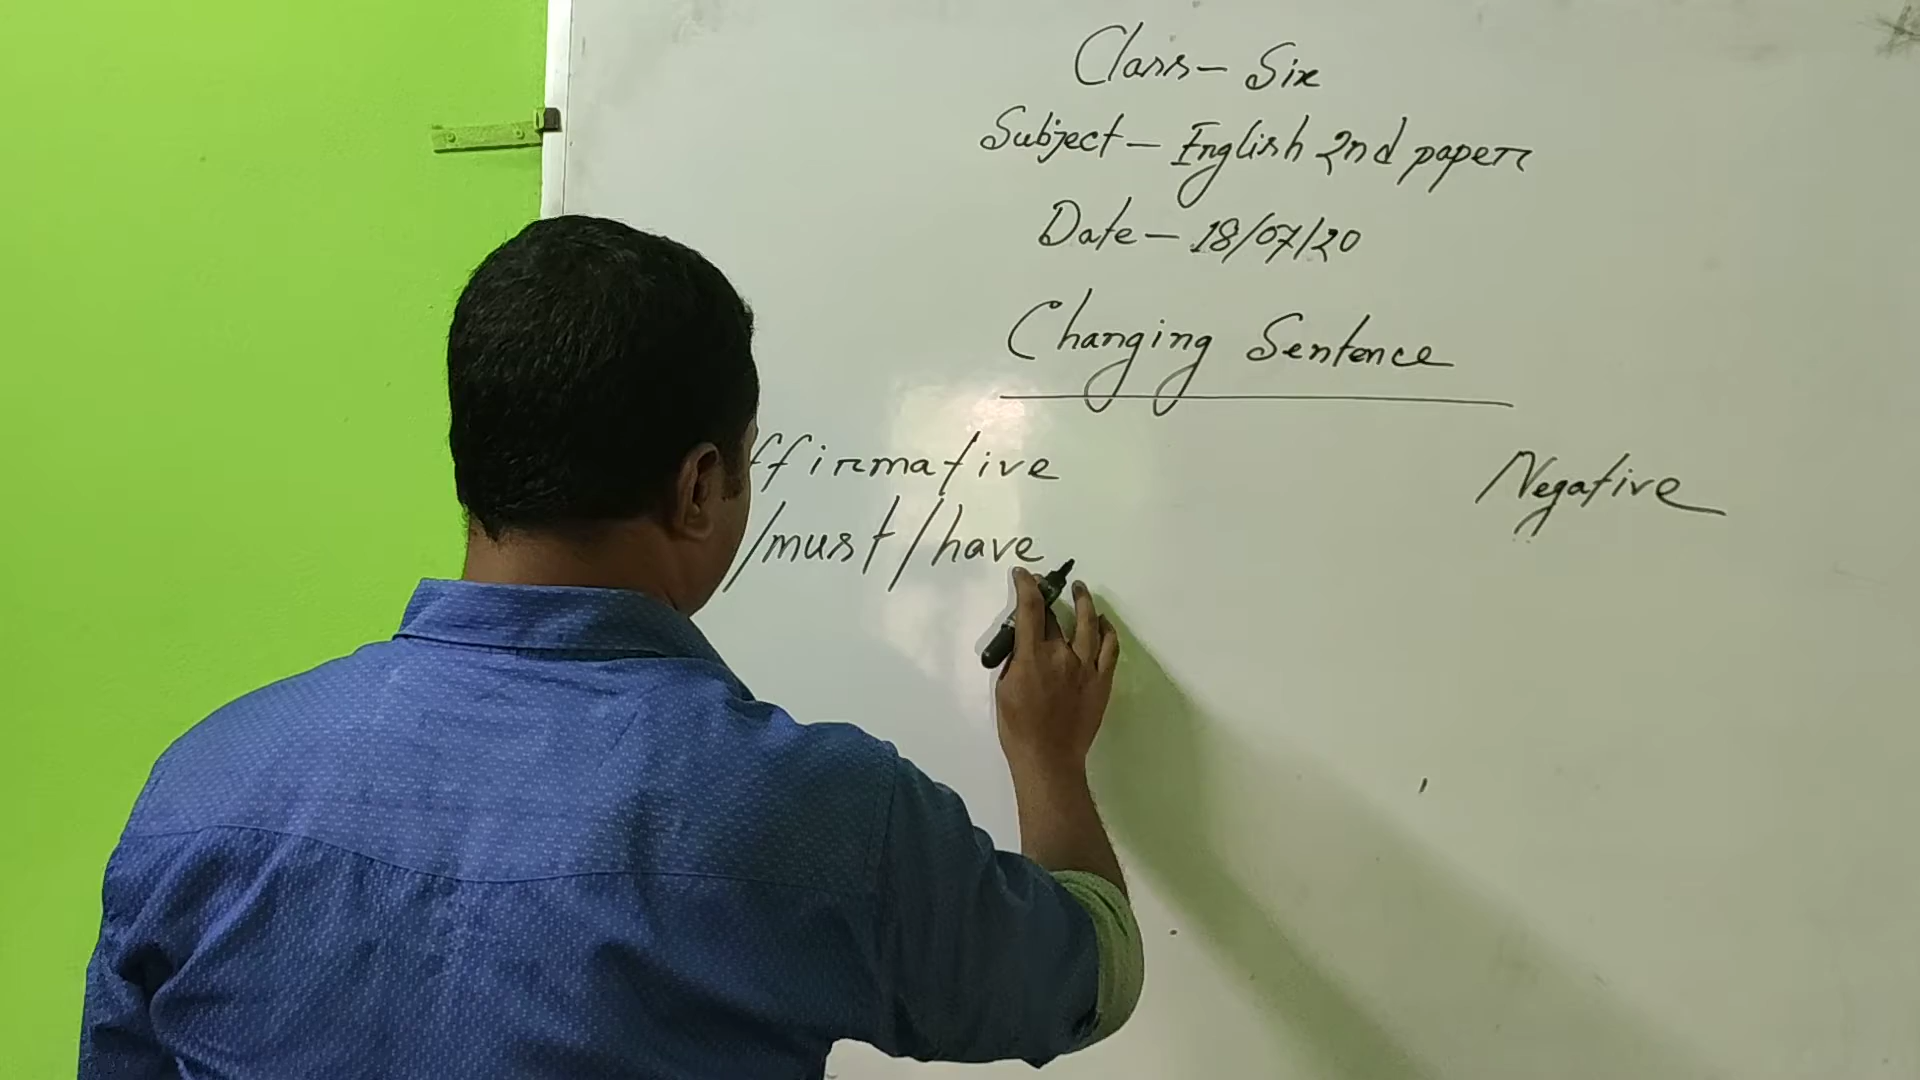 Class- Six
Subject- English 2nd paper
Date- 18/07/20
Changing Sentence
ffirmative Negative
/must/have